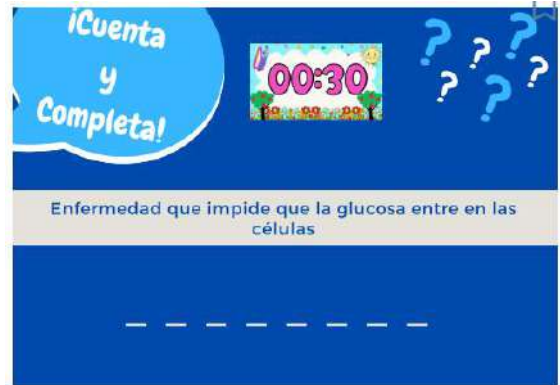 ¡Cuenta
y
Completa!
00:30
? ? ? ? ? ?
Enfermedad que impide que la glucosa entre en las
células
_ _ _ _ _ _ _ _